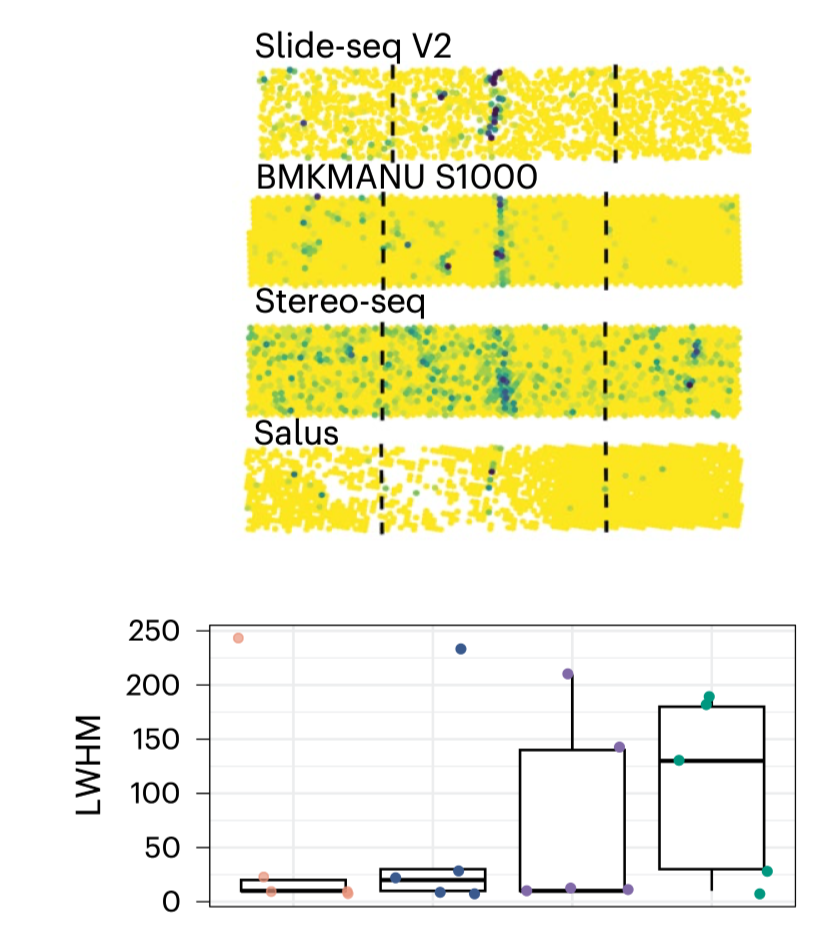 Slide-seq V2
BMKMANU S1000
Stereo-seq
Salus
250
200
150
100
50
0
LWHM